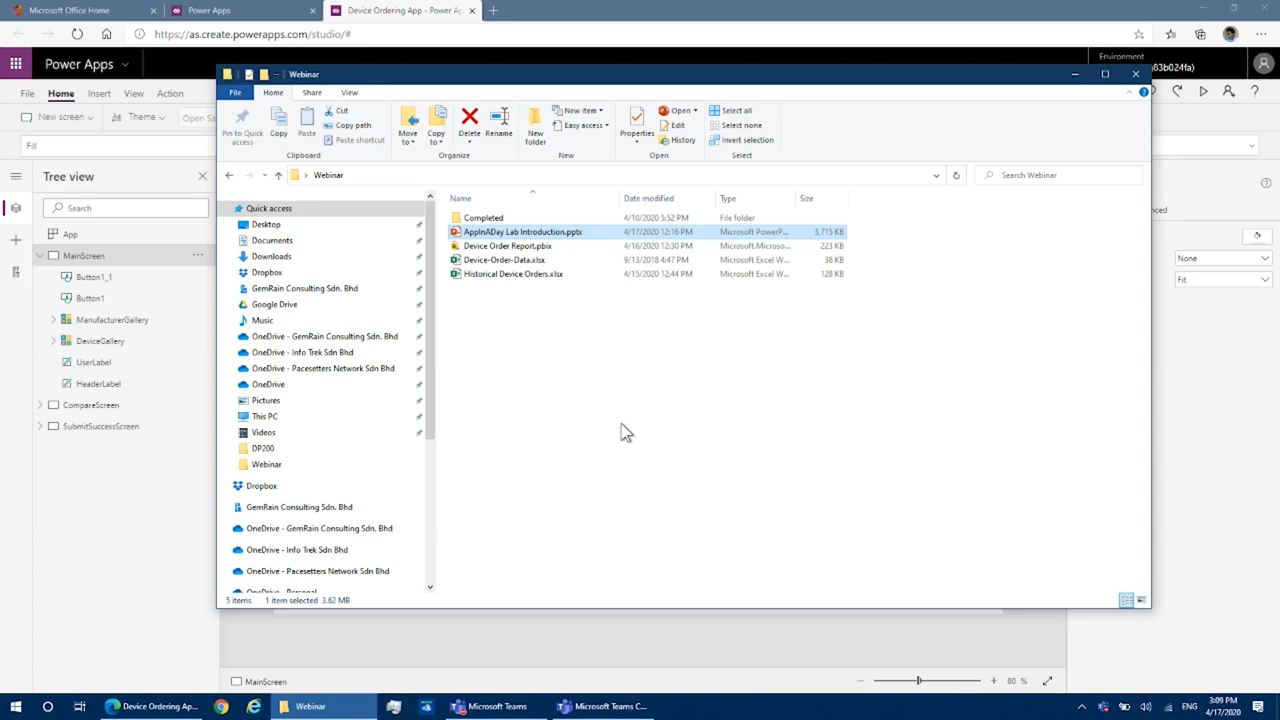 Microsoft Office Home
Power Apps
Device Ordering App - Power Ap
https://as.create.powerapps.com/studio/#
Power Apps
Environment
83b024fa)
Webinar
File
Home
Insert
View
Action
File
Home
Share
View
New screen
Theme
Open Sa
Pin to Quick access
Copy
Paste
Cut
Copy path
Paste shortcut
Clipboard
Move to
Copy to
Delete
Rename
Organize
New folder
New item
Easy access
New
Properties
Open
Edit
History
Open
Select all
Select none
Invert selection
Select
Fill
Webinar
Search Webinar
Tree view
Search
App
MainScreen
Button1_1
Button1
ManufacturerGallery
DeviceGallery
UserLabel
HeaderLabel
CompareScreen
SubmitSuccessScreen
Quick access
Desktop
Documents
Downloads
Dropbox
GemRain Consulting Sdn. Bhd
Google Drive
Music
OneDrive - GemRain Consulting Sdn. Bhd
OneDrive - Info Trek Sdn Bhd
OneDrive - Pacesetters Network Sdn Bhd
OneDrive
Pictures
This PC
Videos
DP200
Webinar
Dropbox
GemRain Consulting Sdn. Bhd
OneDrive - GemRain Consulting Sdn. Bhd
OneDrive - Info Trek Sdn Bhd
OneDrive - Pacesetters Network Sdn Bhd
OneDrive - Personal
Name Date modified Type Size
Completed 4/10/2020 5:52 PM File folder
AppInADay Lab Introduction.pptx 4/17/2020 12:16 PM Microsoft PowerP... 3,715 KB
Device Order Report.pbix 4/16/2020 12:30 PM Microsoft.Microso... 223 KB
Device-Order-Data.xlsx 9/13/2018 4:47 PM Microsoft Excel W... 38 KB
Historical Device Orders.xlsx 4/15/2020 12:44 PM Microsoft Excel W... 128 KB
anced
None
Fit
5 items 1 item selected 3.62 MB
MainScreen
80 %
Device Ordering Ap...
Webinar
Microsoft Teams
Microsoft Teams C...
ENG
3:09 PM
4/17/2020